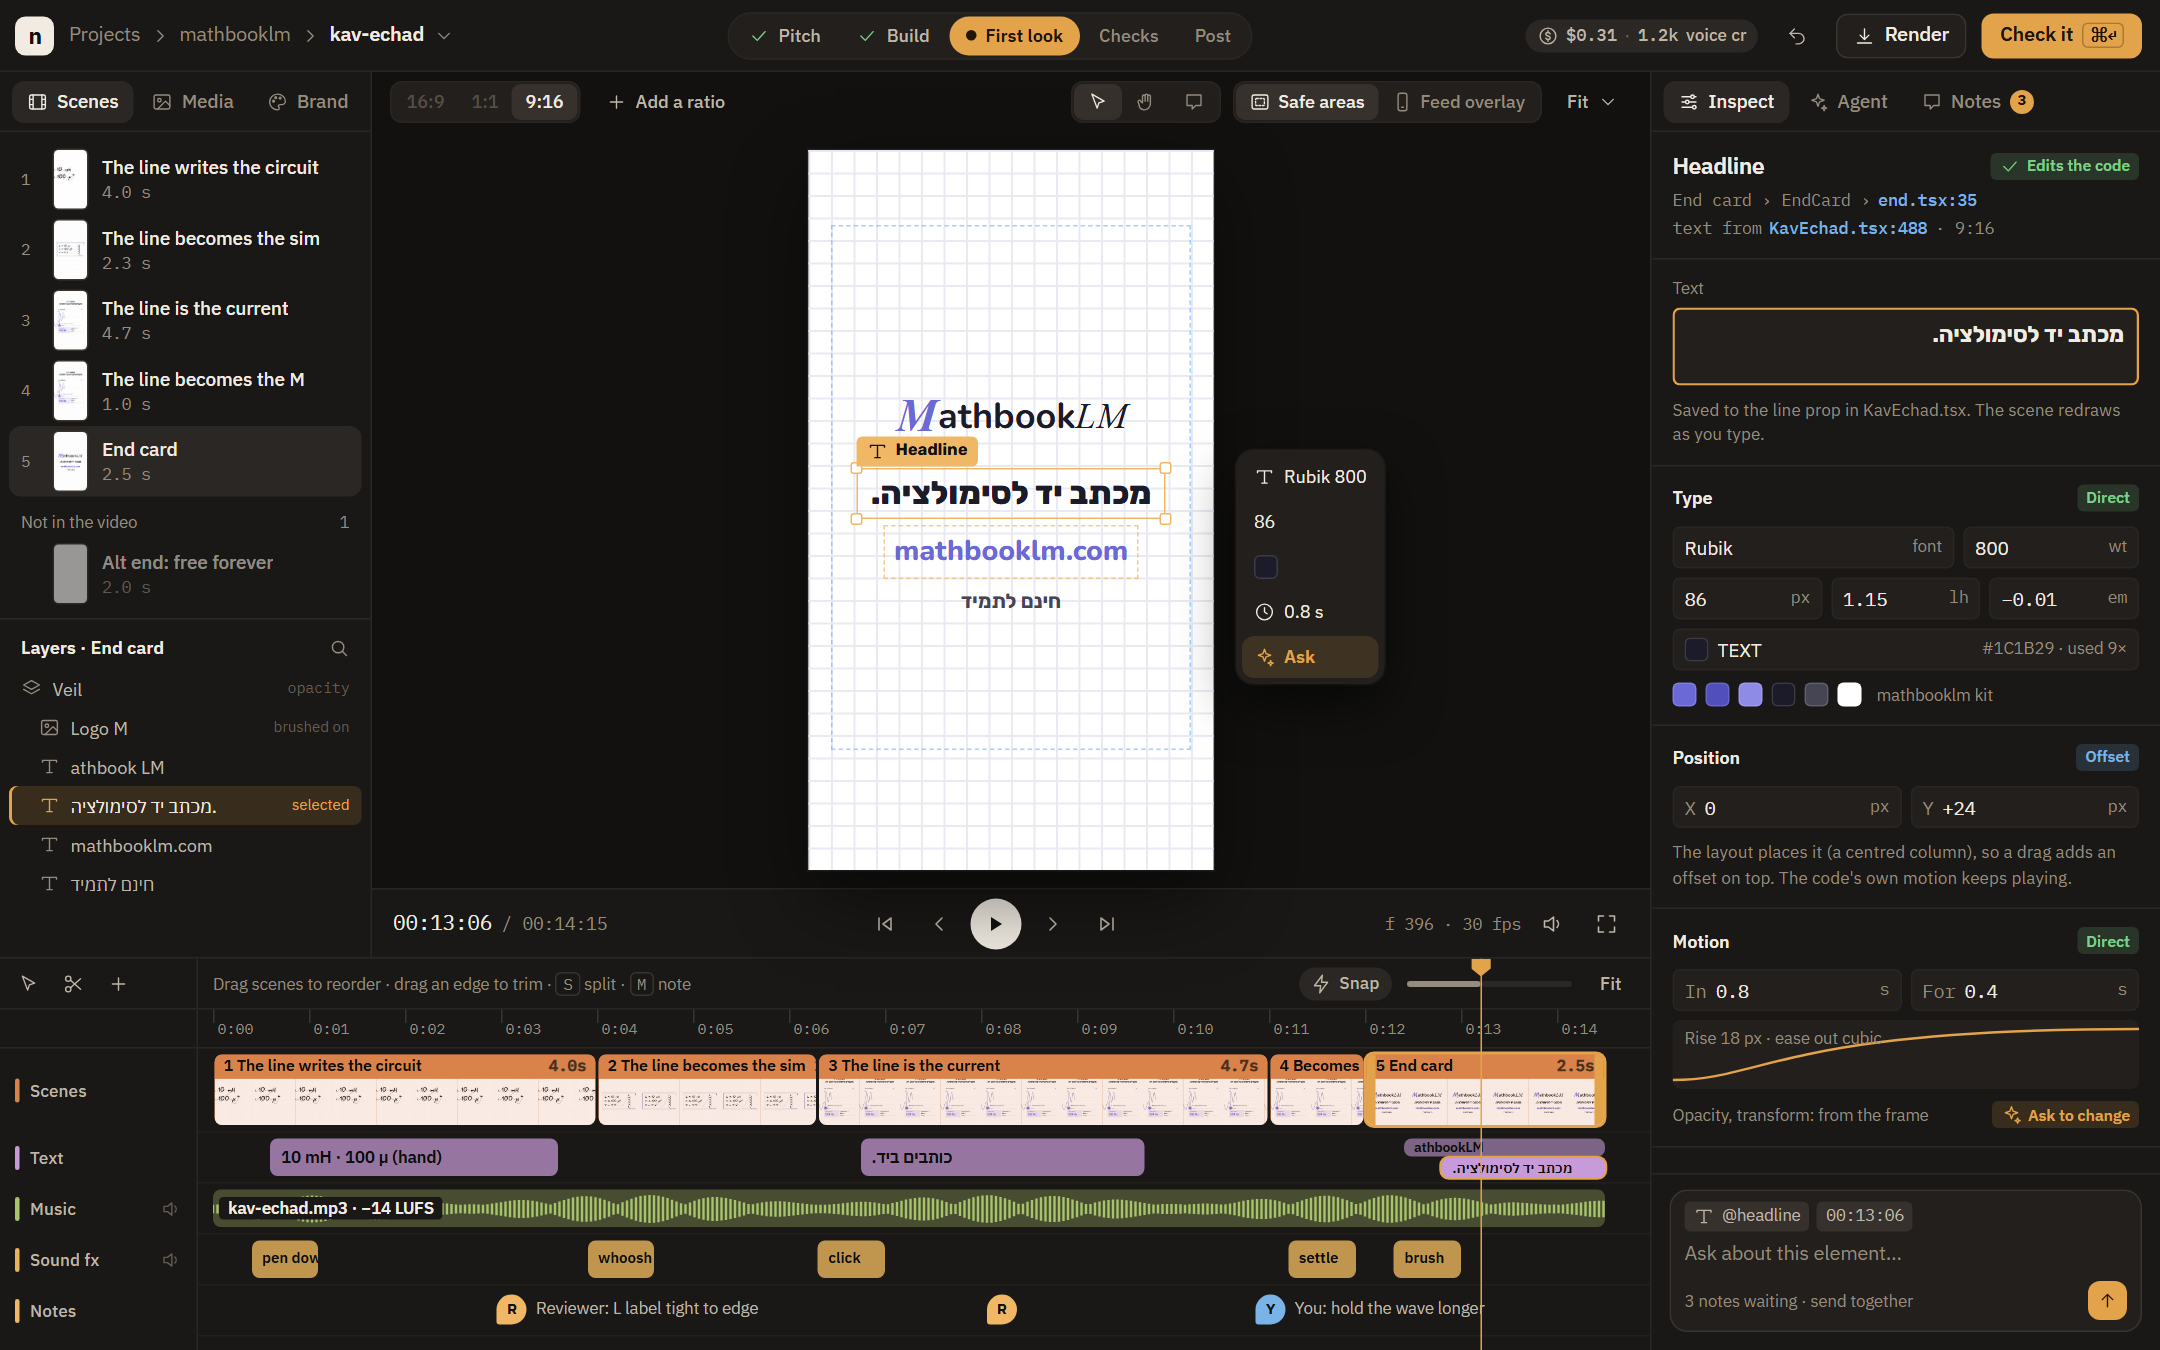 n Projects > mathbooklm > kav-echad
Pitch Build First look Checks Post
$0.31 · 1.2k voice cr
Render
Check it ⌘↵
Scenes Media Brand
16:9 1:1 9:16
+ Add a ratio
Safe areas Feed overlay
Fit
Inspect Agent Notes 3
1 The line writes the circuit
4.0 s
2 The line becomes the sim
2.3 s
3 The line is the current
4.7 s
4 The line becomes the M
1.0 s
5 End card
2.5 s
Not in the video 1
Alt end: free forever
2.0 s
Layers · End card
Veil opacity
Logo M brushed on
athbook LM
מכתב יד לסימולציה. selected
mathbooklm.com
חינם לתמיד
MathbookLM
Headline
מכתב יד לסימולציה.
mathbooklm.com
חינם לתמיד
Rubik 800
86
0.8 s
Ask
00:13:06 / 00:14:15
f 396 · 30 fps
Headline
Edits the code
End card › EndCard › end.tsx:35
text from KavEchad.tsx:488 · 9:16
Text
מכתב יד לסימולציה.
Saved to the line prop in KavEchad.tsx. The scene redraws
as you type.
Type Direct
Rubik font 800 wt
86 px 1.15 lh −0.01 em
TEXT #1C1B29 · used 9×
mathbooklm kit
Position Offset
X 0 px Y +24 px
The layout places it (a centred column), so a drag adds an
offset on top. The code's own motion keeps playing.
Motion Direct
In 0.8 s For 0.4 s
Rise 18 px · ease out cubic
Opacity, transform: from the frame Ask to change
@headline 00:13:06
Ask about this element…
3 notes waiting · send together
Drag scenes to reorder · drag an edge to trim · S split · M note
Snap Fit
0:00 0:01 0:02 0:03 0:04 0:05 0:06 0:07 0:08 0:09 0:10 0:11 0:12 0:13 0:14
Scenes
1 The line writes the circuit 4.0s
2 The line becomes the sim
3 The line is the current 4.7s
4 Becomes
5 End card 2.5s
Text
10 mH · 100 µ (hand)
כותבים ביד.
athbookLM
מכתב יד לסימולציה.
Music
kav-echad.mp3 · −14 LUFS
Sound fx
pen dow
whoosh
click
settle
brush
Notes
R Reviewer: L label tight to edge
R
Y You: hold the wave longer